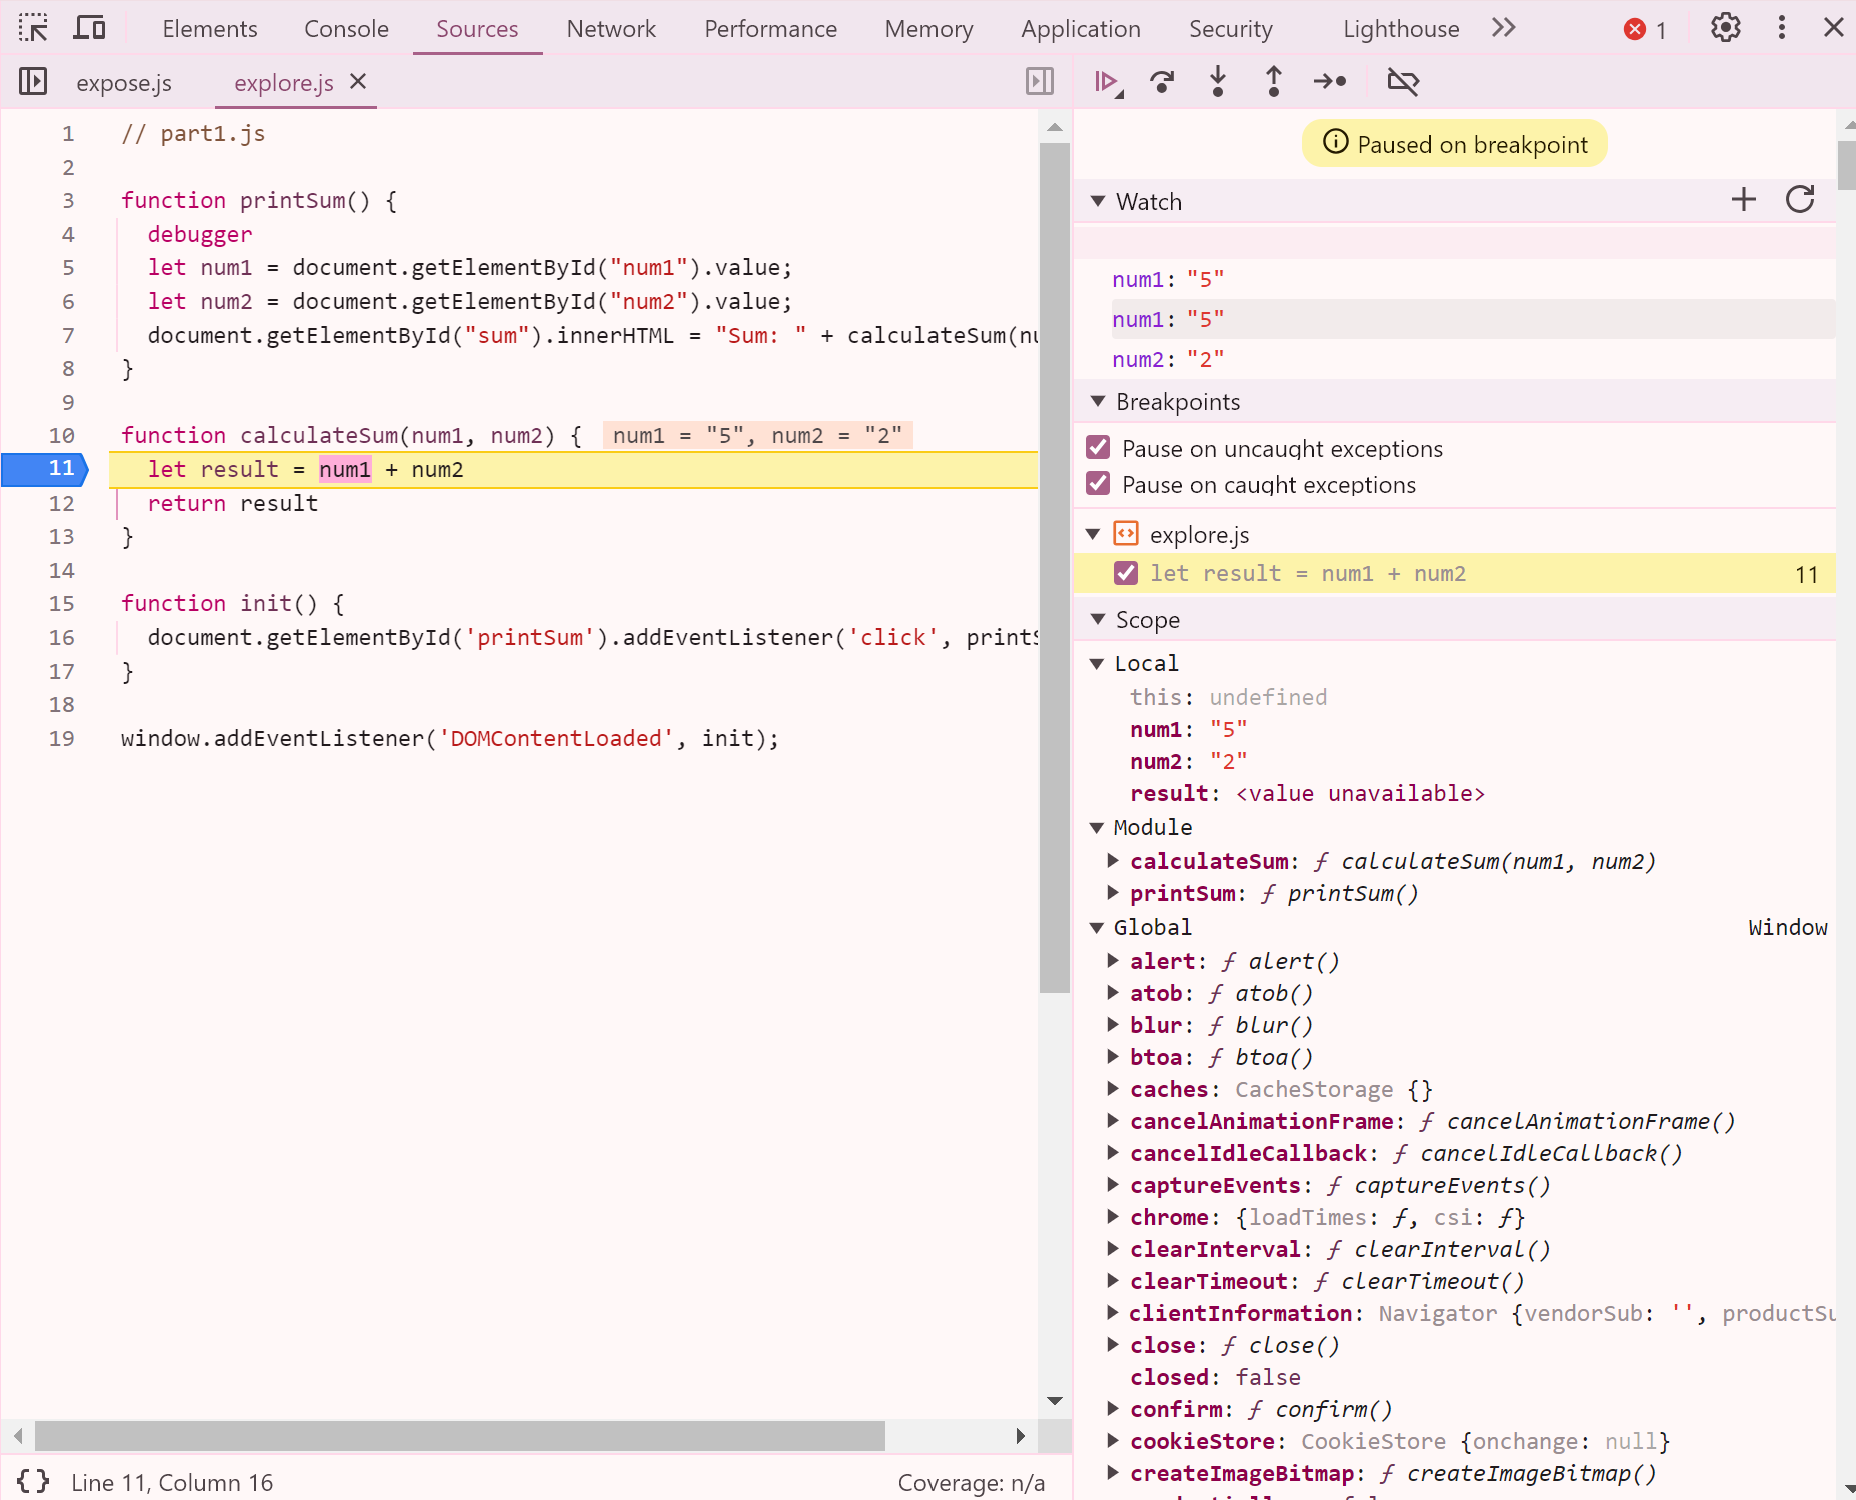 Elements Console Sources Network Performance Memory Application Security Lighthouse 1
expose.js explore.js
1 // part1.js
2
3 function printSum() {
4 debugger
5 let num1 = document.getElementById("num1").value;
6 let num2 = document.getElementById("num2").value;
7 document.getElementById("sum").innerHTML = "Sum: " + calculateSum(nu
8 }
9
10 function calculateSum(num1, num2) { num1 = "5", num2 = "2"
11 let result = num1 + num2
12 return result
13 }
14
15 function init() {
16 document.getElementById('printSum').addEventListener('click', printS
17 }
18
19 window.addEventListener('DOMContentLoaded', init);
{} Line 11, Column 16 Coverage: n/a
Paused on breakpoint
Watch
num1: "5"
num1: "5"
num2: "2"
Breakpoints
Pause on uncaught exceptions
Pause on caught exceptions
explore.js
let result = num1 + num2 11
Scope
Local
this: undefined
num1: "5"
num2: "2"
result: <value unavailable>
Module
calculateSum: ƒ calculateSum(num1, num2)
printSum: ƒ printSum()
Global Window
alert: ƒ alert()
atob: ƒ atob()
blur: ƒ blur()
btoa: ƒ btoa()
caches: CacheStorage {}
cancelAnimationFrame: ƒ cancelAnimationFrame()
cancelIdleCallback: ƒ cancelIdleCallback()
captureEvents: ƒ captureEvents()
chrome: {loadTimes: ƒ, csi: ƒ}
clearInterval: ƒ clearInterval()
clearTimeout: ƒ clearTimeout()
clientInformation: Navigator {vendorSub: '', productSu
close: ƒ close()
closed: false
confirm: ƒ confirm()
cookieStore: CookieStore {onchange: null}
createImageBitmap: ƒ createImageBitmap()